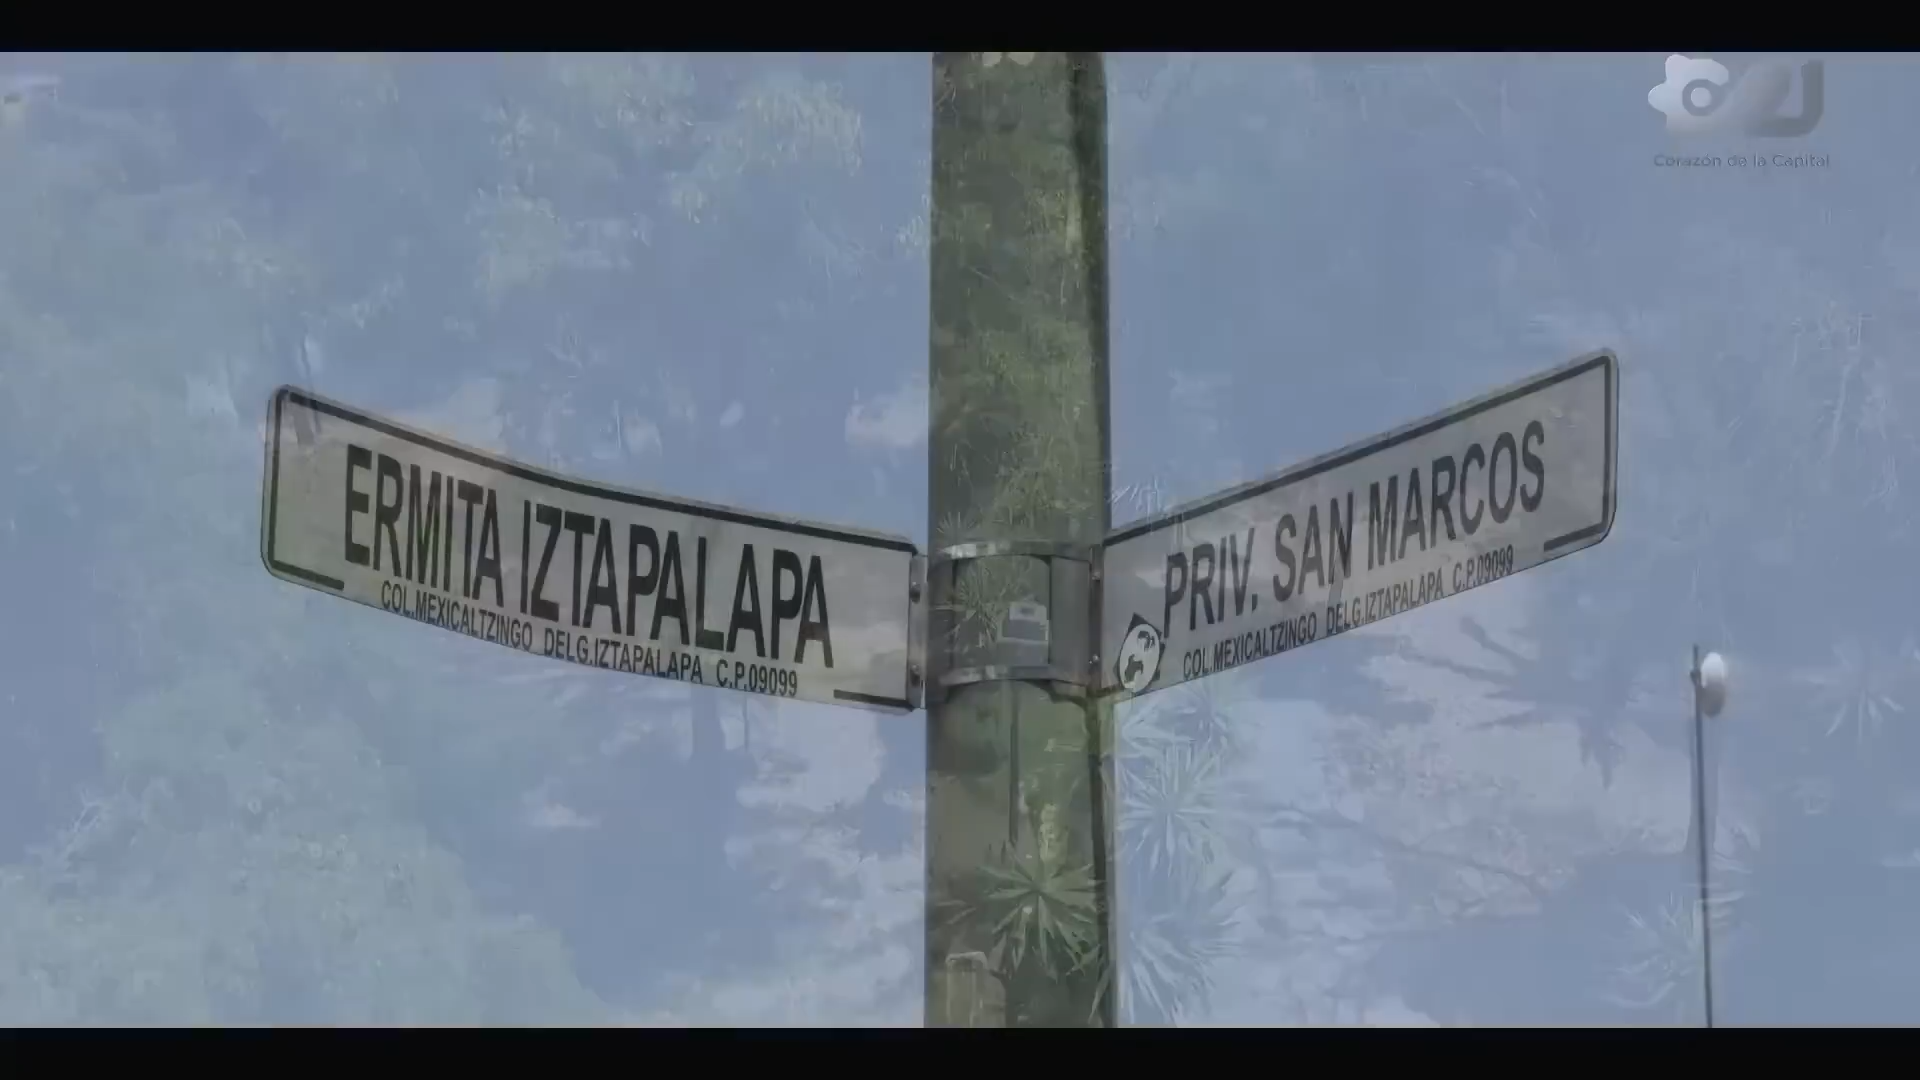 Corazón de la Capital
ERMITA IZTAPALAPA
COL.MEXICALTZINGO DELG.IZTAPALAPA C.P.09099
PRIV. SAN MARCOS
COL.MEXICALTZINGO DELG.IZTAPALAPA C.P.09099